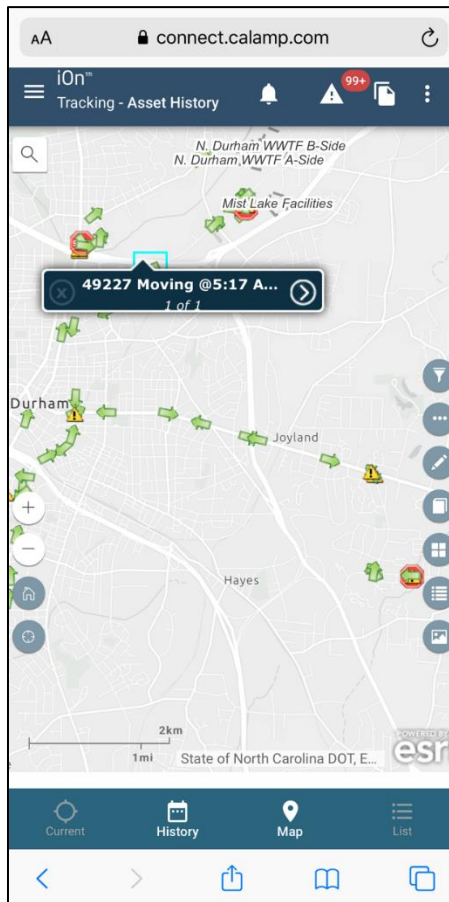 AA connect.calamp.com
iOn™
Tracking - Asset History
99+
N. Durham WWTF B-Side
N. Durham WWTF A-Side
Mist Lake Facilities
49227 Moving @5:17 A...
1 of 1
Durham
Joyland
Hayes
2km
1mi
State of North Carolina DOT, E...
POWERED BY
esri
Current
History
Map
List